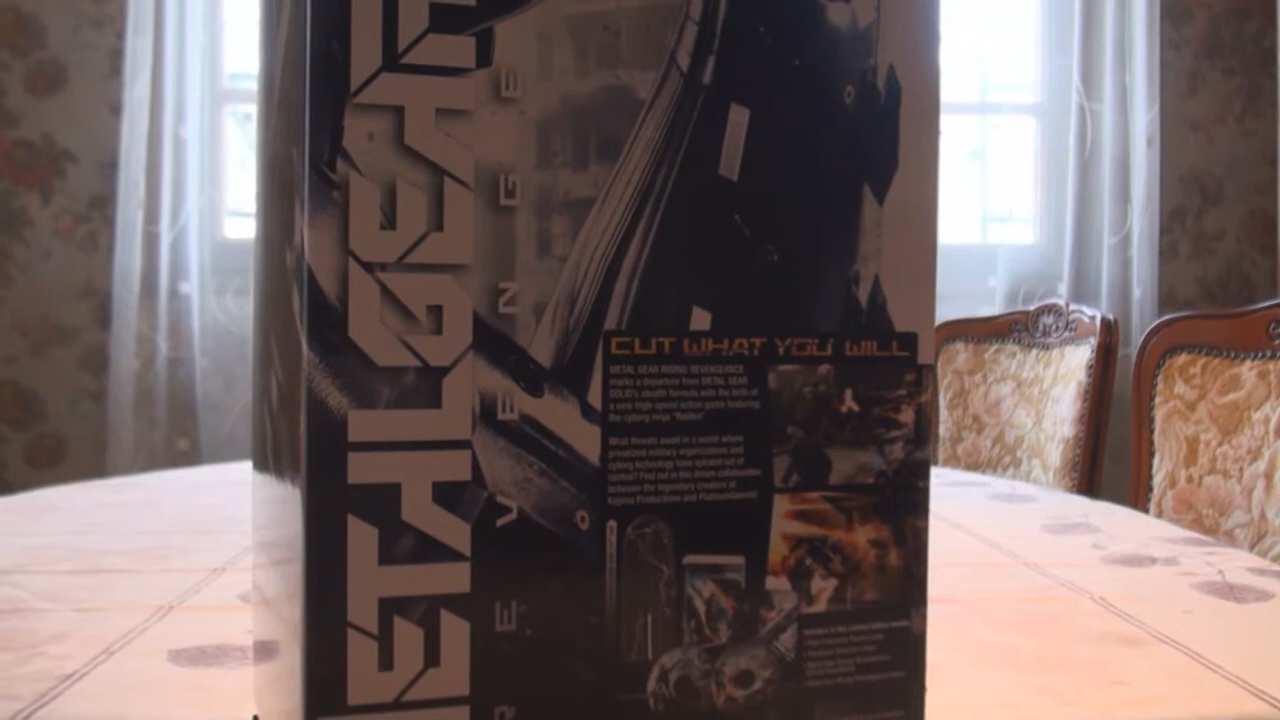 ETAL GEAR
REVENGE
CUT WHAT YOU WILL
METAL GEAR RISING: REVENGEANCE
marks a departure from METAL GEAR
SOLID's stealth formula with the birth of
a new high-speed action game featuring
the cyborg ninja "Raiden".
What threats await in a world where
privatized military organizations and
cyborg technology have spiraled out of
control? Find out in this dream collaboration
between the legendary creators at
Kojima Productions and PlatinumGames!